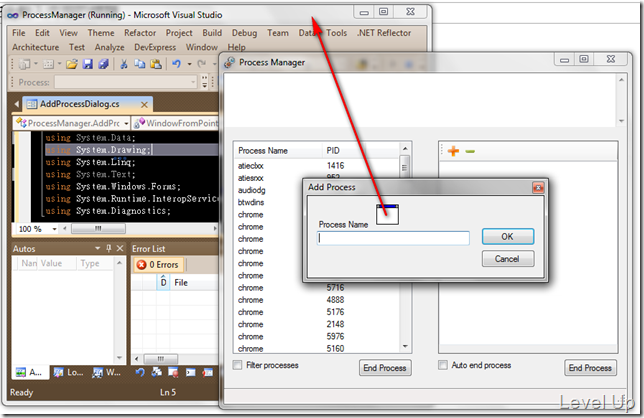 ProcessManager (Running) - Microsoft Visual Studio
File Edit View Theme Refactor Project Build Debug Team Data Tools .NET Reflector
Architecture Test Analyze DevExpress Window Help
Process:
AddProcessDialog.cs
ProcessManager.AddPro WindowFromPoint
using System.Data;
using System.Drawing;
using System.Linq;
using System.Text;
using System.Windows.Forms;
using System.Runtime.InteropService
using System.Diagnostics;
100 %
Autos
Nan Value Type
Error List
0 Errors
D File
A... Lo... W...
Ready Ln 5
Process Manager
Process Name PID
atieclxx 1416
atiesrxx 952
audiodg
btwdins
chrome
chrome
chrome
chrome
chrome
chrome 5716
chrome 4888
chrome 5176
chrome 2148
chrome 5976
chrome 5160
Filter processes End Process
Auto end process End Process
Add Process
Process Name
OK
Cancel
Level Up